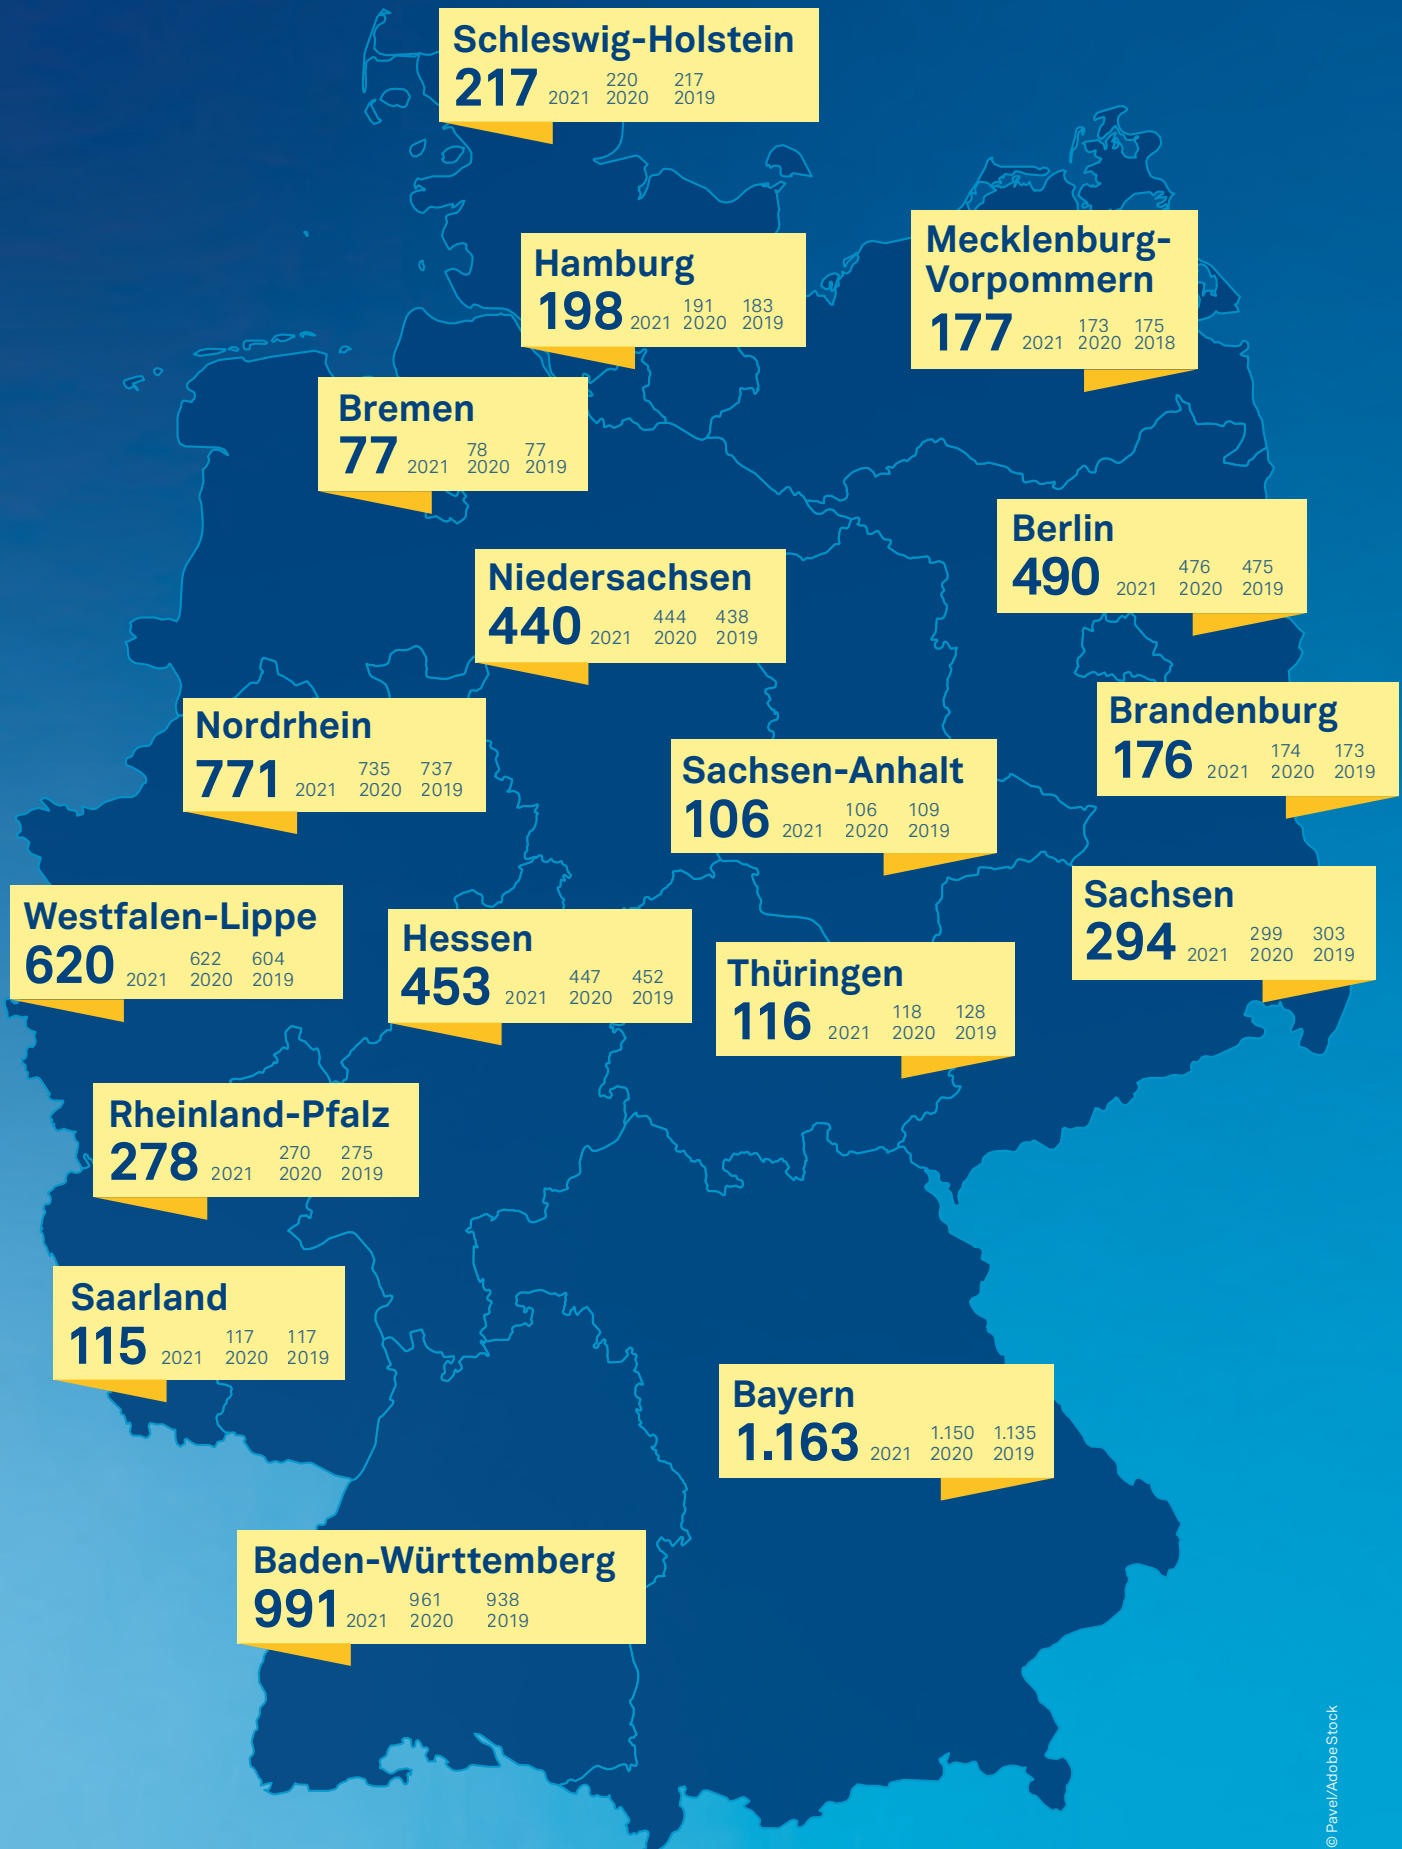 Schleswig-Holstein
217 2021 220 2020 217 2019
Hamburg
198 2021 191 2020 183 2019
Mecklenburg-
Vorpommern
177 2021 173 2020 175 2018
Bremen
77 2021 78 2020 77 2019
Berlin
490 2021 476 2020 475 2019
Niedersachsen
440 2021 444 2020 438 2019
Brandenburg
176 2021 174 2020 173 2019
Nordrhein
771 2021 735 2020 737 2019
Sachsen-Anhalt
106 2021 106 2020 109 2019
Sachsen
294 2021 299 2020 303 2019
Westfalen-Lippe
620 2021 622 2020 604 2019
Hessen
453 2021 447 2020 452 2019
Thüringen
116 2021 118 2020 128 2019
Rheinland-Pfalz
278 2021 270 2020 275 2019
Saarland
115 2021 117 2020 117 2019
Bayern
1.163 2021 1.150 2020 1.135 2019
Baden-Württemberg
991 2021 961 2020 938 2019
© Pavel/AdobeStock